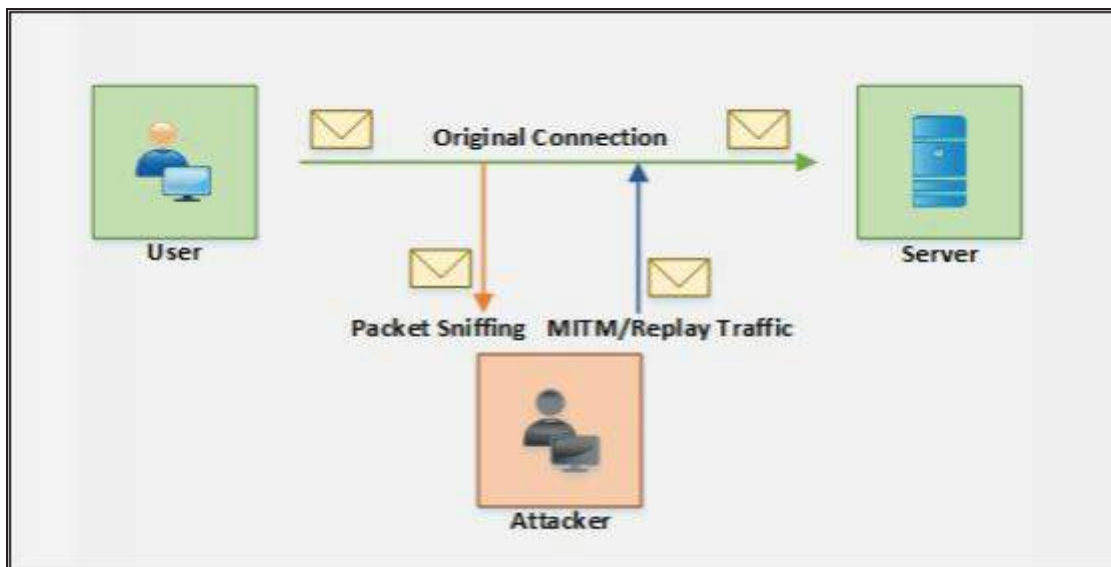 Original Connection
User
Server
Packet Sniffing
MITM/Replay Traffic
Attacker